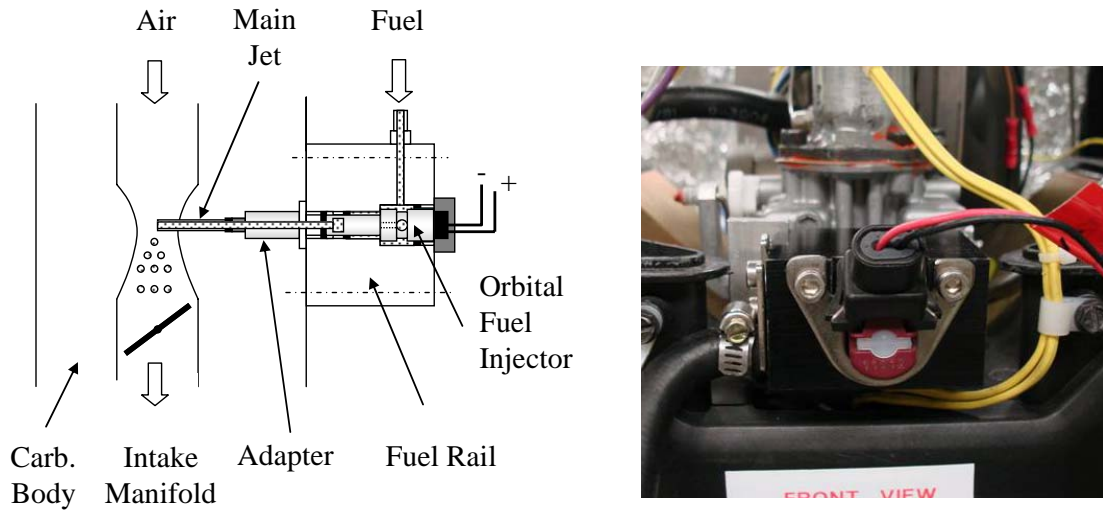 Air
Main
Jet
Fuel
-
+
Orbital
Fuel
Injector
Carb.
Body
Intake
Manifold
Adapter
Fuel Rail
FRONT VIEW